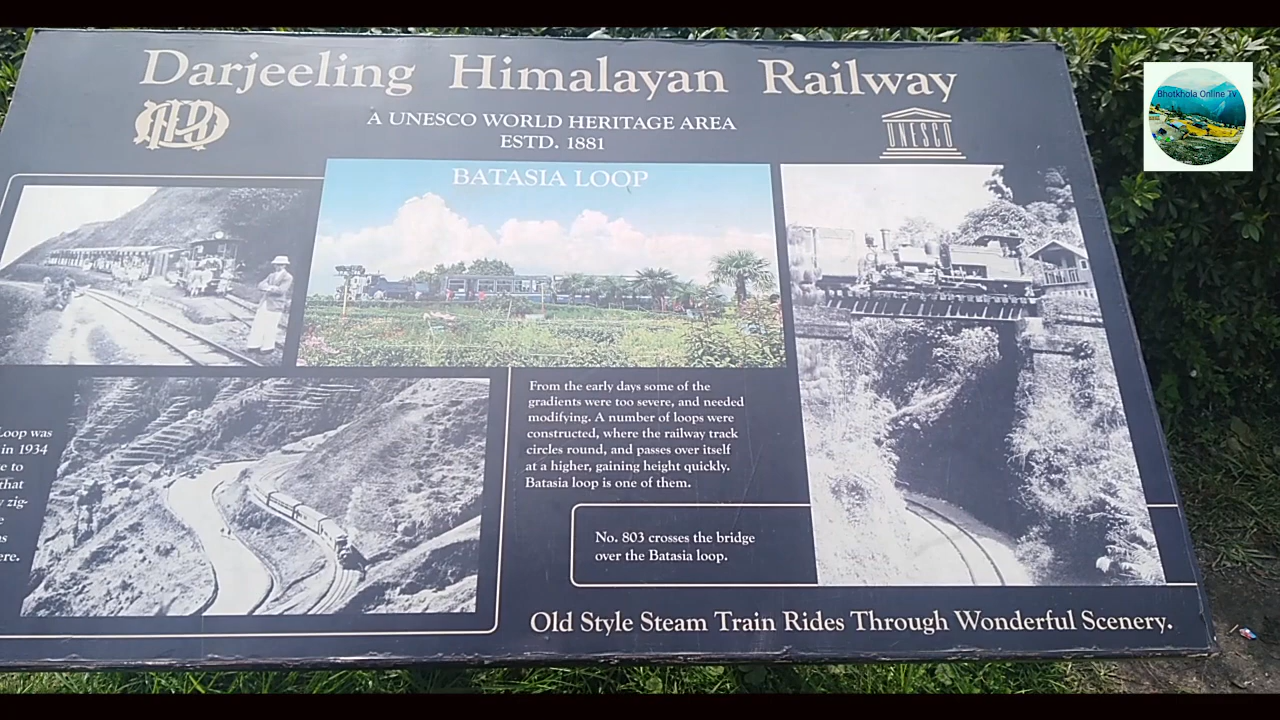 Darjeeling Himalayan Railway
DHR
A UNESCO WORLD HERITAGE AREA
ESTD. 1881
UNESCO
Bhotkhola Online TV
BATASIA LOOP
From the early days some of the
gradients were too severe, and needed
modifying. A number of loops were
constructed, where the railway track
circles round, and passes over itself
at a higher, gaining height quickly.
Batasia loop is one of them.
Loop was
in 1934
to
that
zig-
ere.
No. 803 crosses the bridge
over the Batasia loop.
Old Style Steam Train Rides Through Wonderful Scenery.